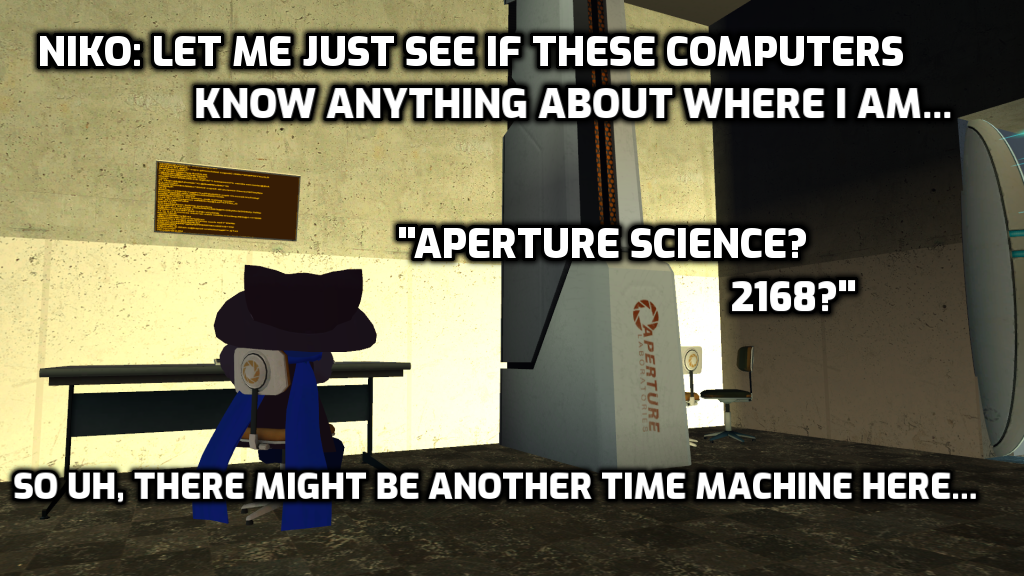 NIKO: LET ME JUST SEE IF THESE COMPUTERS
KNOW ANYTHING ABOUT WHERE I AM...
"APERTURE SCIENCE?
2168?"
APERTURE
LABORATORIES
SO UH, THERE MIGHT BE ANOTHER TIME MACHINE HERE...